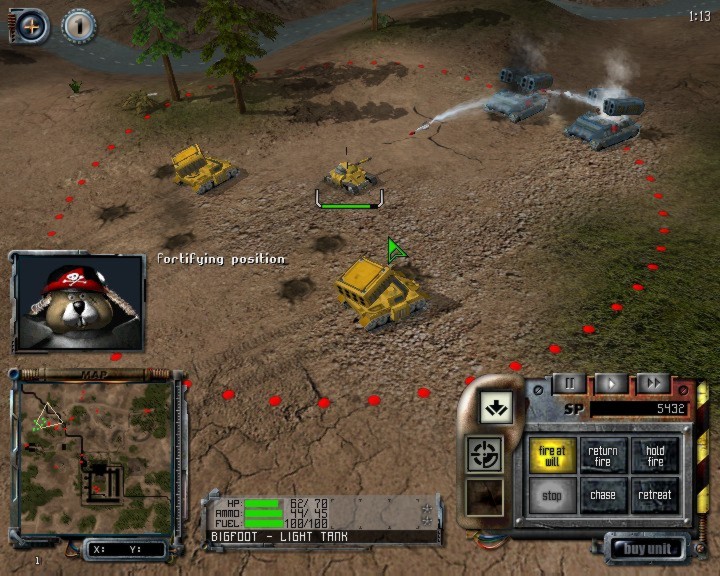 1
1:13
fortifying position
MAP
SP 5432
fire at will
return fire
hold fire
stop
chase
retreat
HP: 62/ 70
AMMO: 44/ 45
FUEL: 100/100
BIGFOOT - LIGHT TANK
X: Y:
buy unit
1